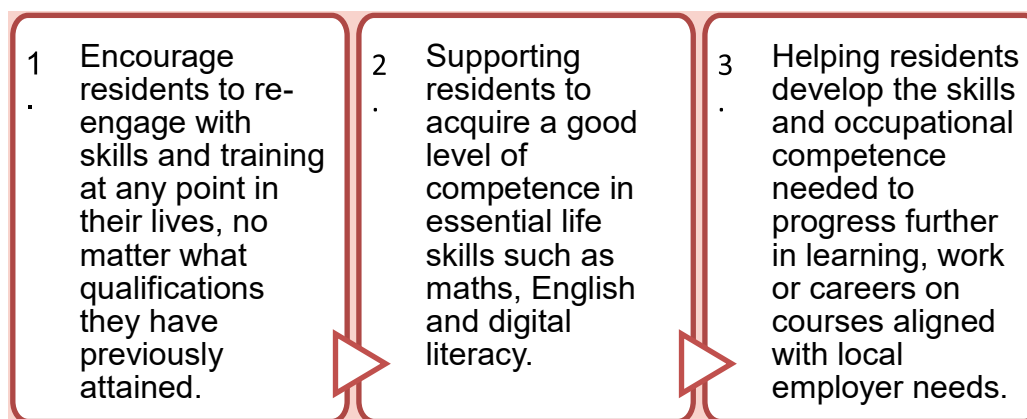 1. Encourage
residents to re-
engage with
skills and training
at any point in
their lives, no
matter what
qualifications
they have
previously
attained.
2. Supporting
residents to
acquire a good
level of
competence in
essential life
skills such as
maths, English
and digital
literacy.
3. Helping residents
develop the skills
and occupational
competence
needed to
progress further
in learning, work
or careers on
courses aligned
with local
employer needs.